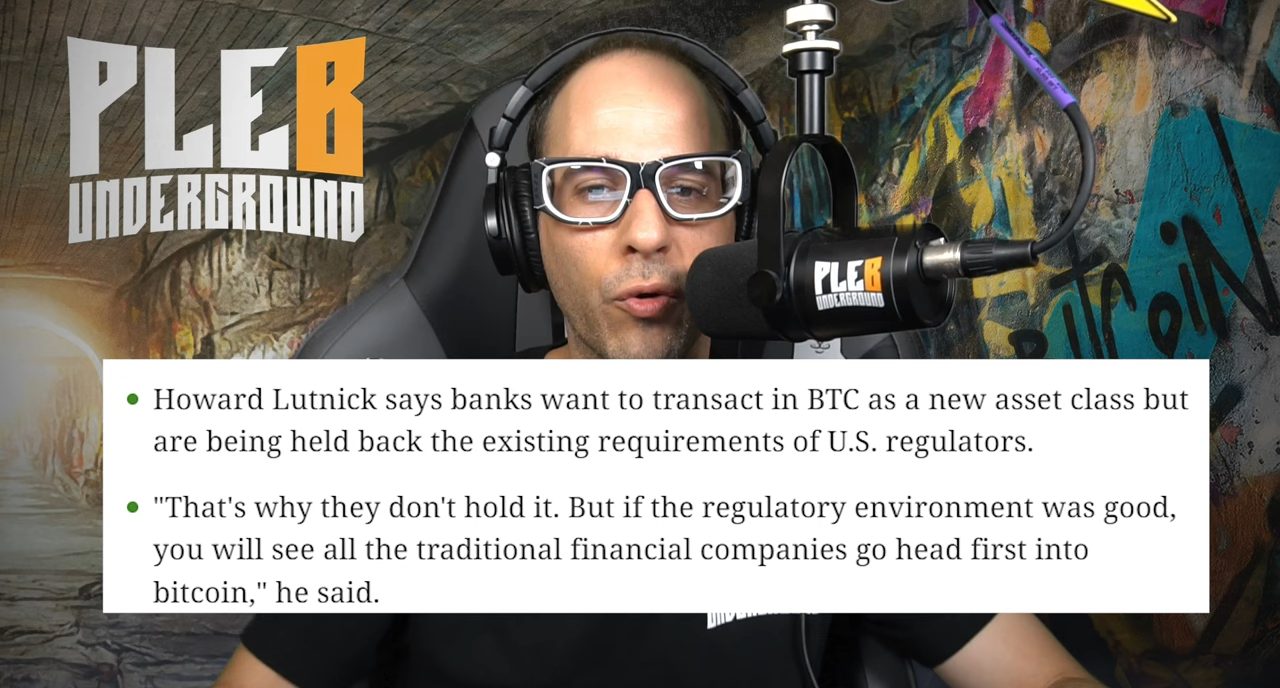 PLEB
UNDERGROUND
PLEB
UNDERGROUND
BITCOIN
Howard Lutnick says banks want to transact in BTC as a new asset class but
are being held back the existing requirements of U.S. regulators.
"That's why they don't hold it. But if the regulatory environment was good,
you will see all the traditional financial companies go head first into
bitcoin," he said.
UNDERGROUND